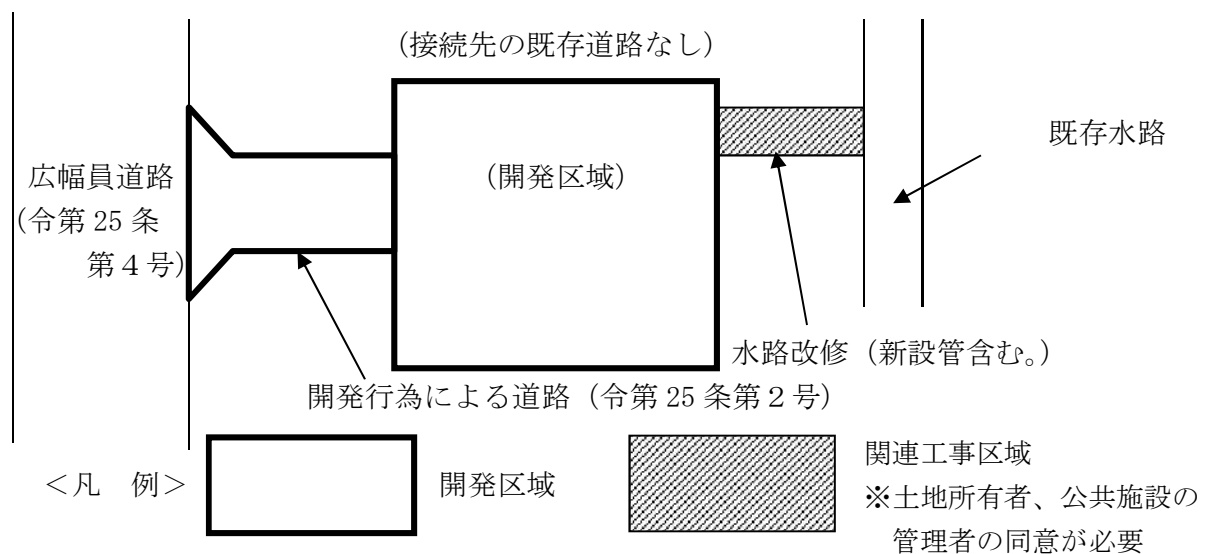 (接続先の既存道路なし)
既存水路
広幅員道路
(令第 25 条
第4号)
(開発区域)
水路改修(新設管含む。)
開発行為による道路(令第 25 条第2号)
<凡 例>
開発区域
関連工事区域
※土地所有者、公共施設の
管理者の同意が必要